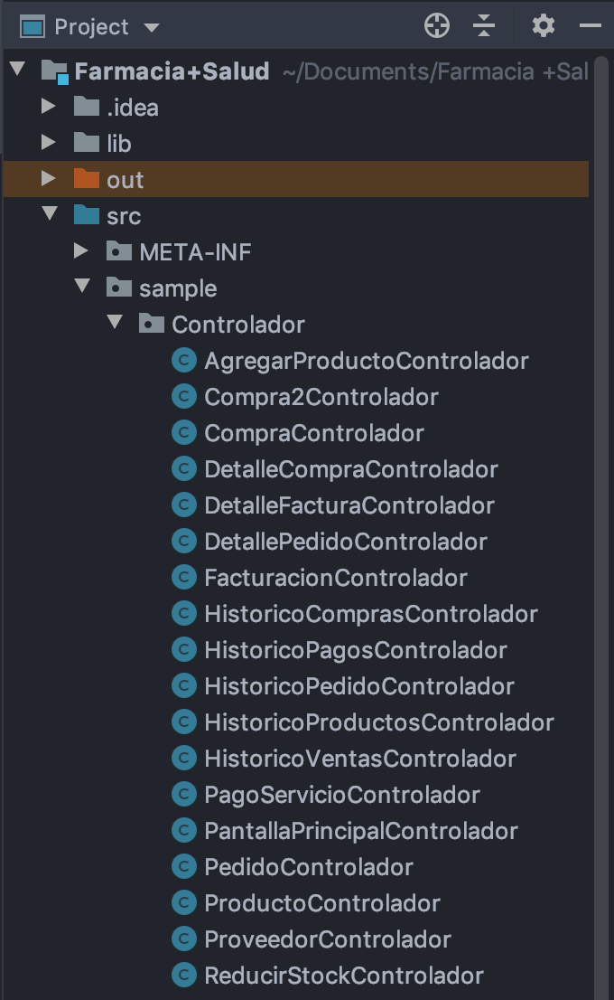 Project
Farmacia+Salud ~/Documents/Farmacia +Sal
.idea
lib
out
src
META-INF
sample
Controlador
C AgregarProductoControlador
C Compra2Controlador
C CompraControlador
C DetalleCompraControlador
C DetalleFacturaControlador
C DetallePedidoControlador
C FacturacionControlador
C HistoricoComprasControlador
C HistoricoPagosControlador
C HistoricoPedidoControlador
C HistoricoProductosControlador
C HistoricoVentasControlador
C PagoServicioControlador
C PantallaPrincipalControlador
C PedidoControlador
C ProductoControlador
C ProveedorControlador
C ReducirStockControlador